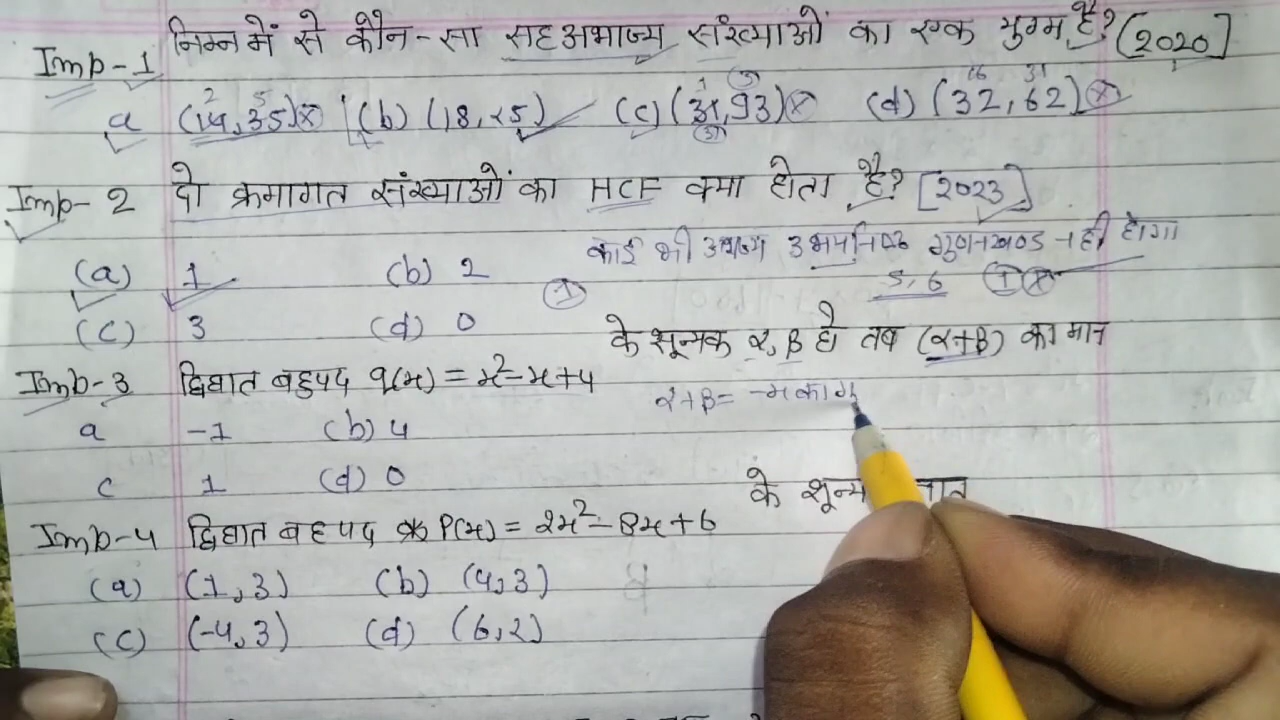 Imp-1 निम्न में से कौन-सा सहअभाज्य संख्याओं का एक युग्म है? (2020]
a (14,35) (b) (18,25) (c) (31,93) (d) (32,62)
Imp-2 दो क्रमागत संख्याओं का HCF क्या होता है? [2023]
कोई भी उभयनिष्ठ गुणनखण्ड नही होगा
(a) 1 (b) 2
5,6 1
(c) 3 (d) 0
के शून्यक α, β हो तब (α+β) का मान
Imp-3 द्विघात बहुपद q(x) = x²-x+4
α+β= -x का गु
a -1 (b) 4
c 1 (d) 0
के शून्य
Imp-4 द्विघात बहुपद P(x) = 2x²-8x+6
(a) (1,3) (b) (4,3)
(c) (-4,3) (d) (6,2)